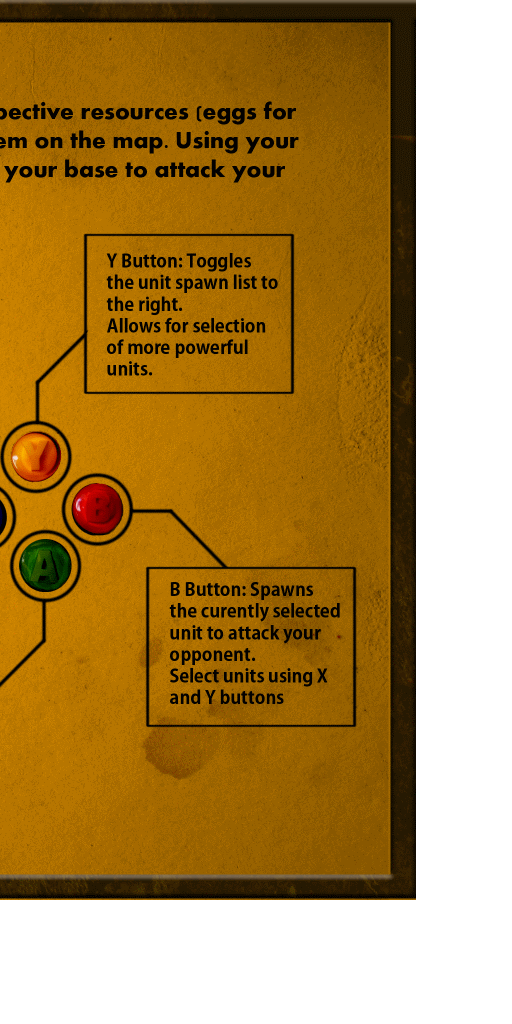 pective resources (eggs for
em on the map. Using your
your base to attack your
Y Button: Toggles
the unit spawn list to
the right.
Allows for selection
of more powerful
units.
Y
B
A
B Button: Spawns
the curently selected
unit to attack your
opponent.
Select units using X
and Y buttons